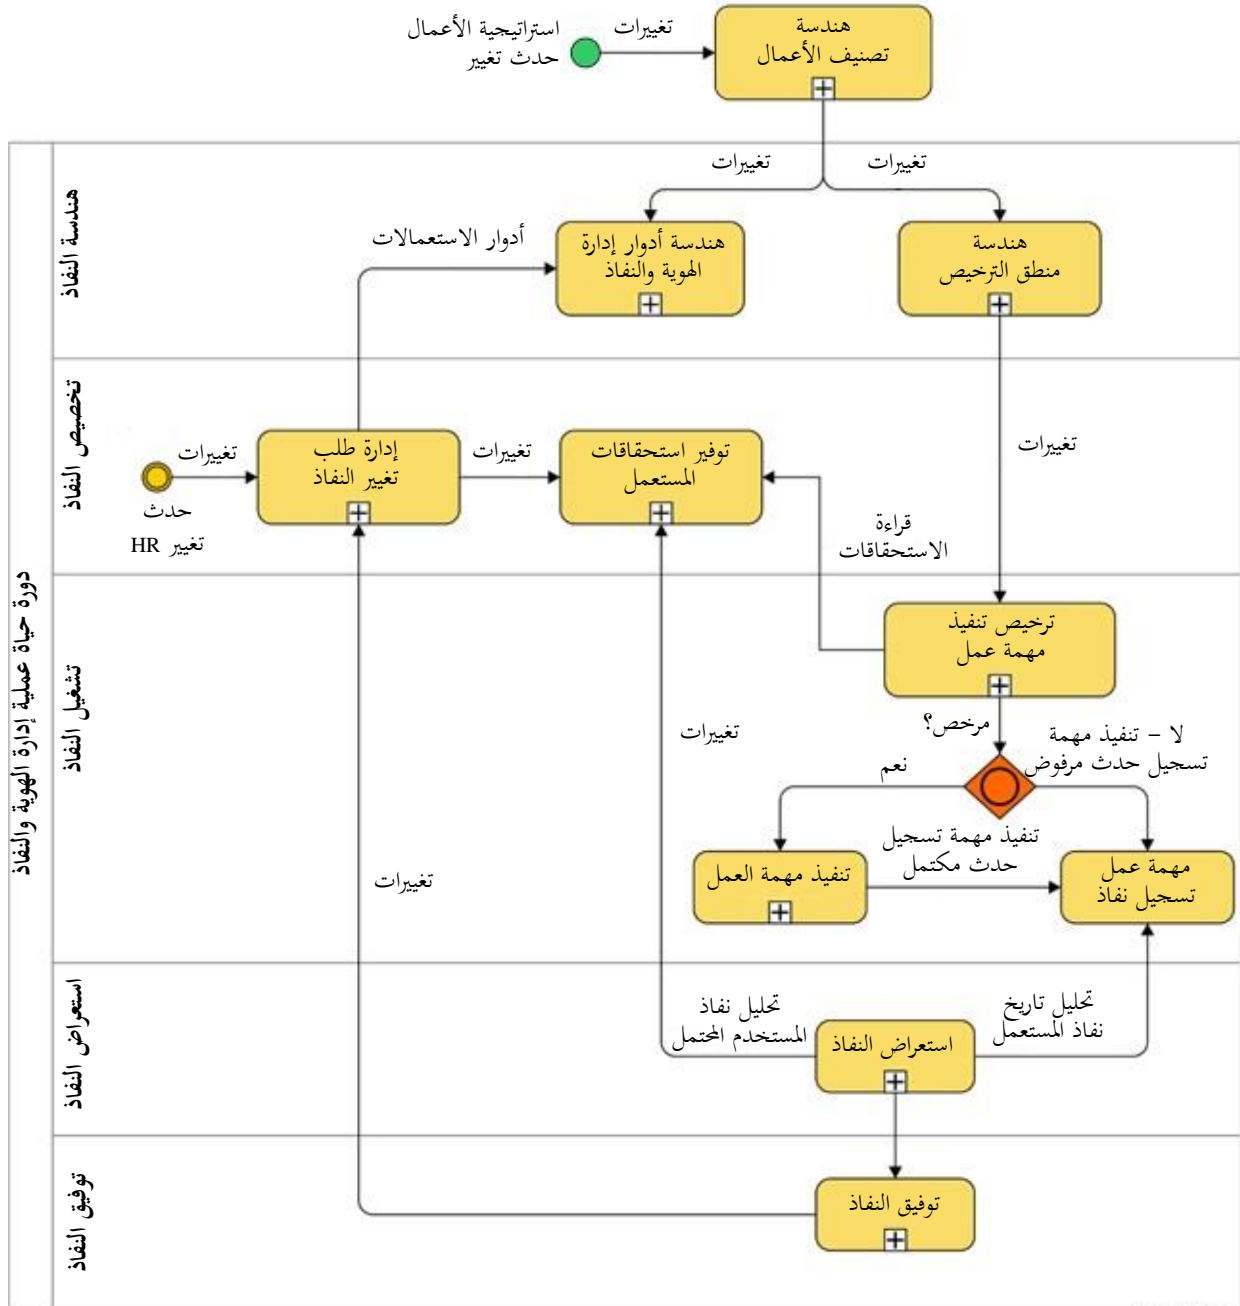 استراتيجية الأعمال
حدث تغيير
تغييرات
هندسة
تصنيف الأعمال
دورة حياة عملية إدارة الهوية والنفاذ
هندسة النفاذ
تغييرات
تغييرات
أدوار الاستعمالات
هندسة أدوار إدارة
الهوية والنفاذ
هندسة
منطق الترخيص
تخصيص النفاذ
حدث
تغيير HR
تغييرات
إدارة طلب
تغيير النفاذ
تغييرات
توفير استحقاقات
المستعمل
تغييرات
قراءة
الاستحقاقات
تشغيل النفاذ
ترخيص تنفيذ
مهمة عمل
مرخص؟
لا – تنفيذ مهمة
تسجيل حدث مرفوض
نعم
تغييرات
تنفيذ مهمة تسجيل
حدث مكتمل
تنفيذ مهمة العمل
مهمة عمل
تسجيل نفاذ
تغييرات
استعراض النفاذ
تحليل نفاذ
المستخدم المحتمل
استعراض النفاذ
تحليل تاريخ
نفاذ المستعمل
توفيق النفاذ
توفيق النفاذ